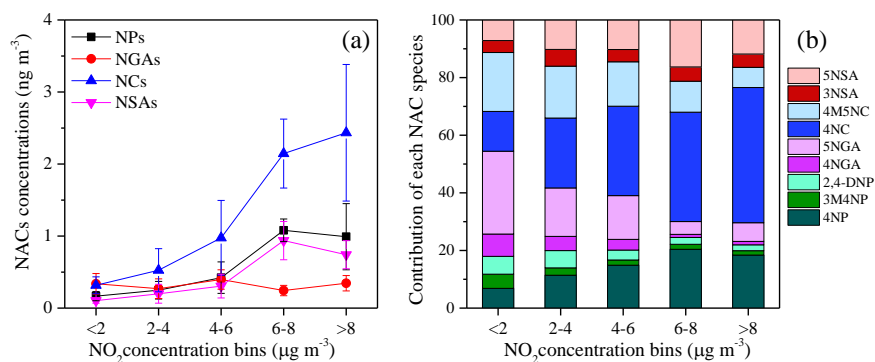 (a)
NPs
NGAs
NCs
NSAs
NACs concentrations (ng m⁻³)
4
3
2
1
0
<2
2-4
4-6
6-8
>8
NO₂concentration bins (μg m⁻³)
(b)
Contribution of each NAC species
100
80
60
40
20
0
<2
2-4
4-6
6-8
>8
NO₂concentration bins (μg m⁻³)
5NSA
3NSA
4M5NC
4NC
5NGA
4NGA
2,4-DNP
3M4NP
4NP